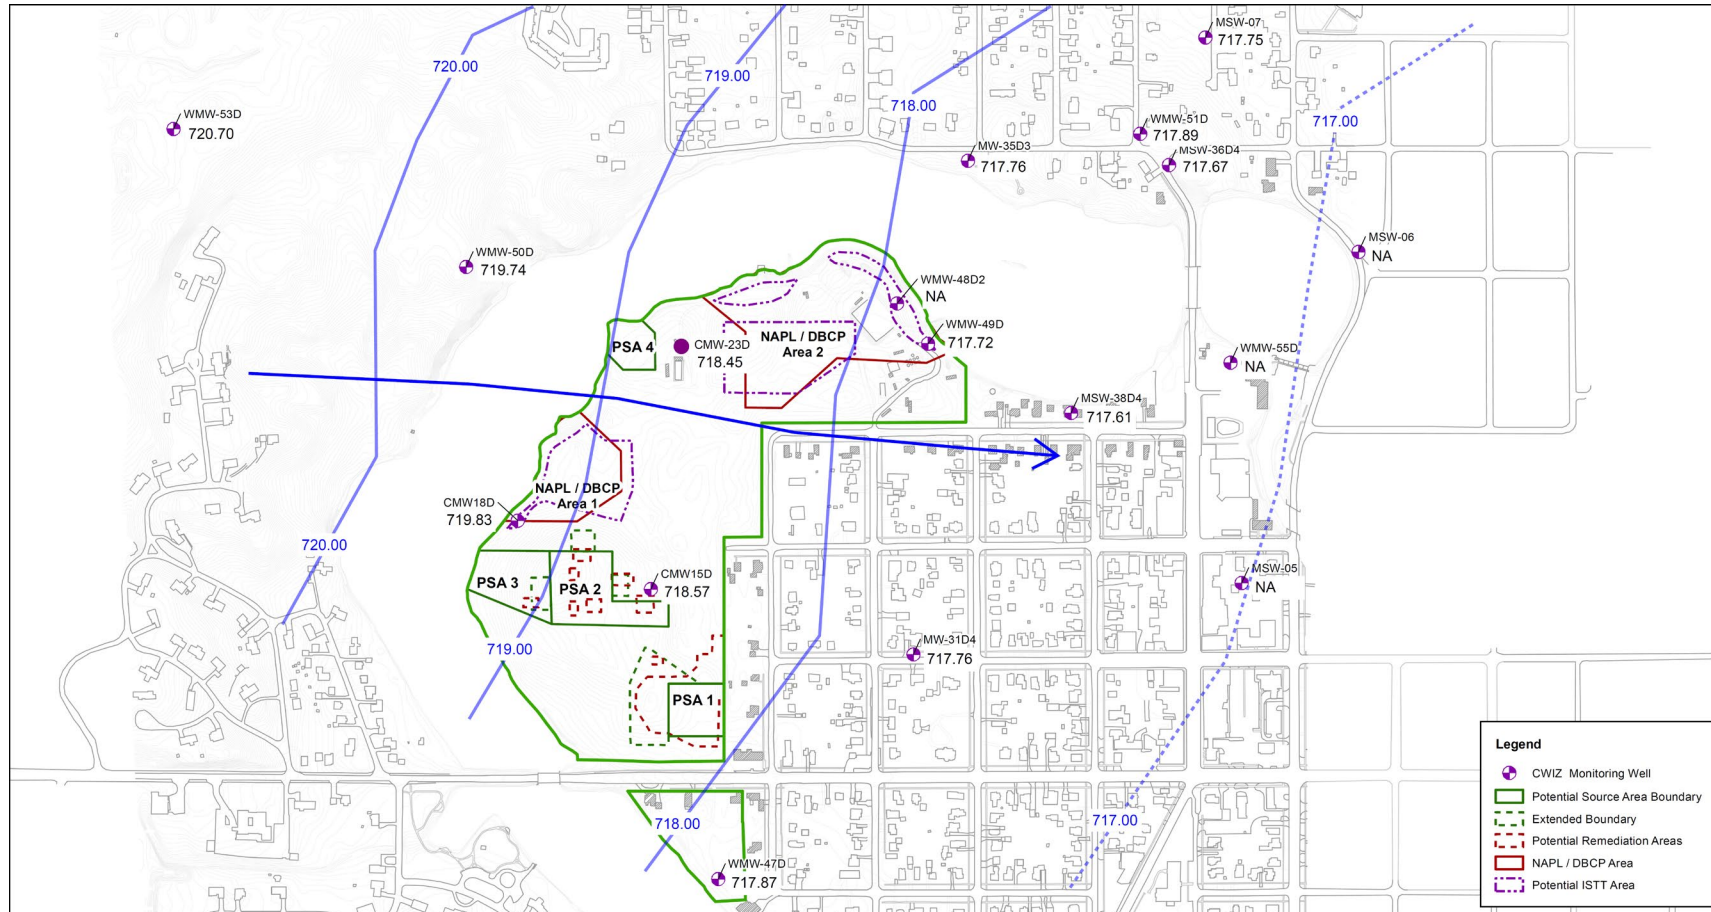 MSW-07
717.75
720.00
719.00
718.00
717.00
WMW-53D
720.70
WMW-51D
717.89
MW-35D3
717.76
MSW-36D4
717.67
MSW-06
NA
WMW-50D
719.74
WMW-48D2
NA
WMW-49D
717.72
NAPL / DBCP
Area 2
PSA 4
CMW-23D
718.45
WMW-55D
NA
MSW-38D4
717.61
NAPL / DBCP
Area 1
CMW18D
719.83
720.00
PSA 3
PSA 2
CMW15D
718.57
MSW-05
NA
719.00
MW-31D4
717.76
PSA 1
718.00
717.00
WMW-47D
717.87
Legend
CWIZ Monitoring Well
Potential Source Area Boundary
Extended Boundary
Potential Remediation Areas
NAPL / DBCP Area
Potential ISTT Area